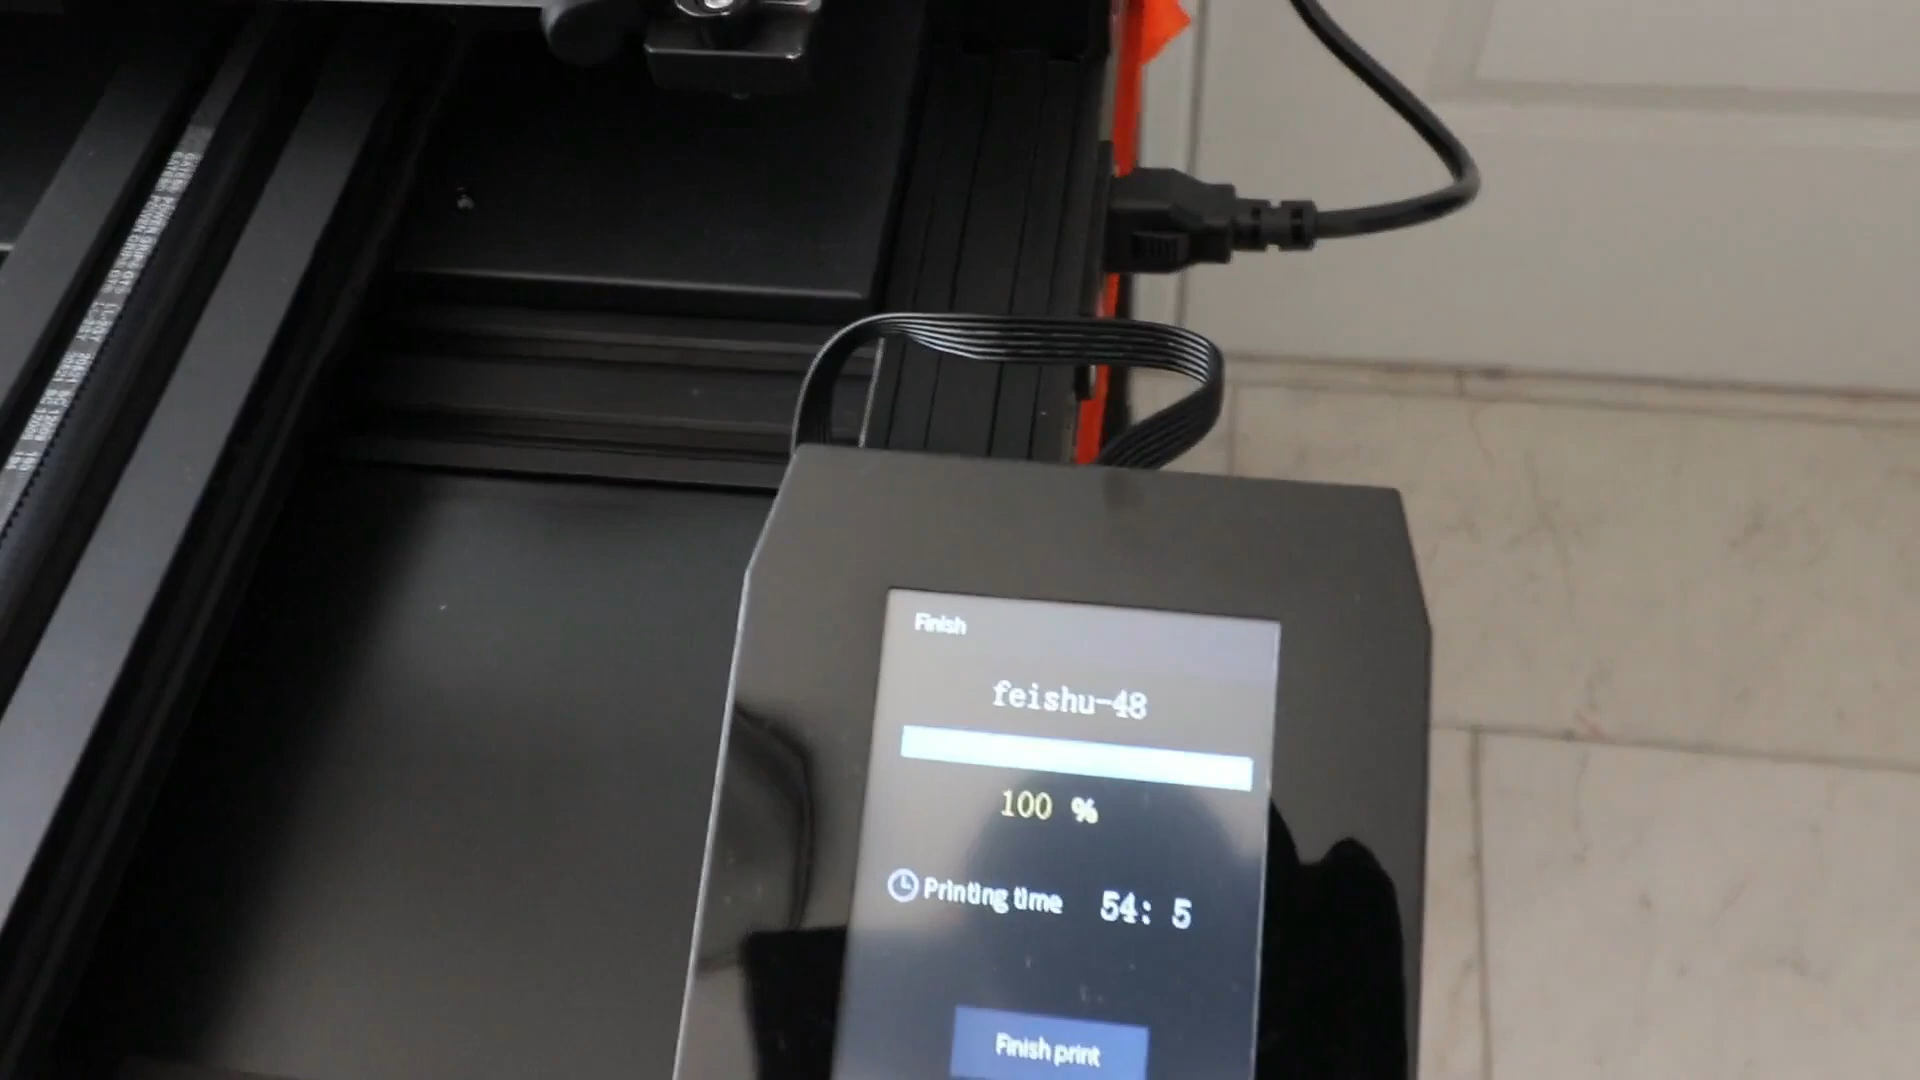 Finish
feishu-48
100 %
Printing time 54: 5
Finish print